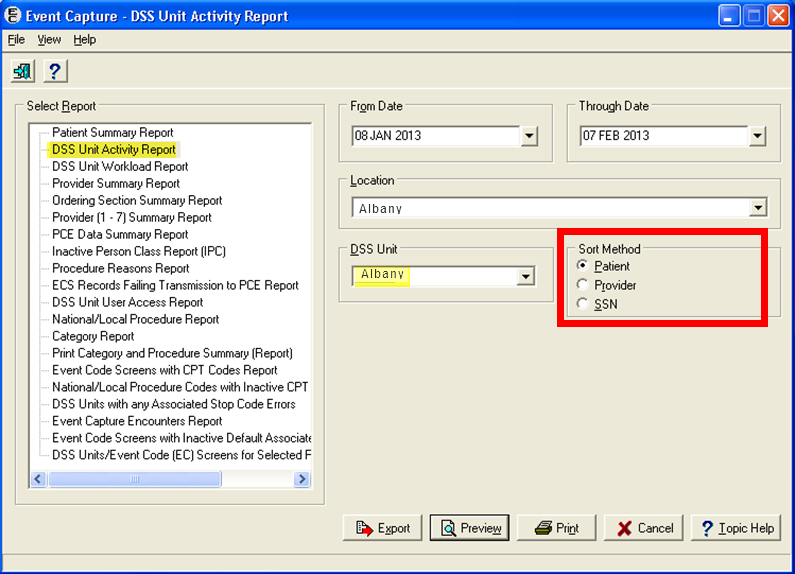 Event Capture - DSS Unit Activity Report
File View Help
Select Report
Patient Summary Report
DSS Unit Activity Report
DSS Unit Workload Report
Provider Summary Report
Ordering Section Summary Report
Provider (1 - 7) Summary Report
PCE Data Summary Report
Inactive Person Class Report (IPC)
Procedure Reasons Report
ECS Records Failing Transmission to PCE Report
DSS Unit User Access Report
National/Local Procedure Report
Category Report
Print Category and Procedure Summary (Report)
Event Code Screens with CPT Codes Report
National/Local Procedure Codes with Inactive CPT
DSS Units with any Associated Stop Code Errors
Event Capture Encounters Report
Event Code Screens with Inactive Default Associate
DSS Units/Event Code (EC) Screens for Selected F
From Date
08 JAN 2013
Through Date
07 FEB 2013
Location
Albany
DSS Unit
Albany
Sort Method
Patient
Provider
SSN
Export Preview Print Cancel ? Topic Help